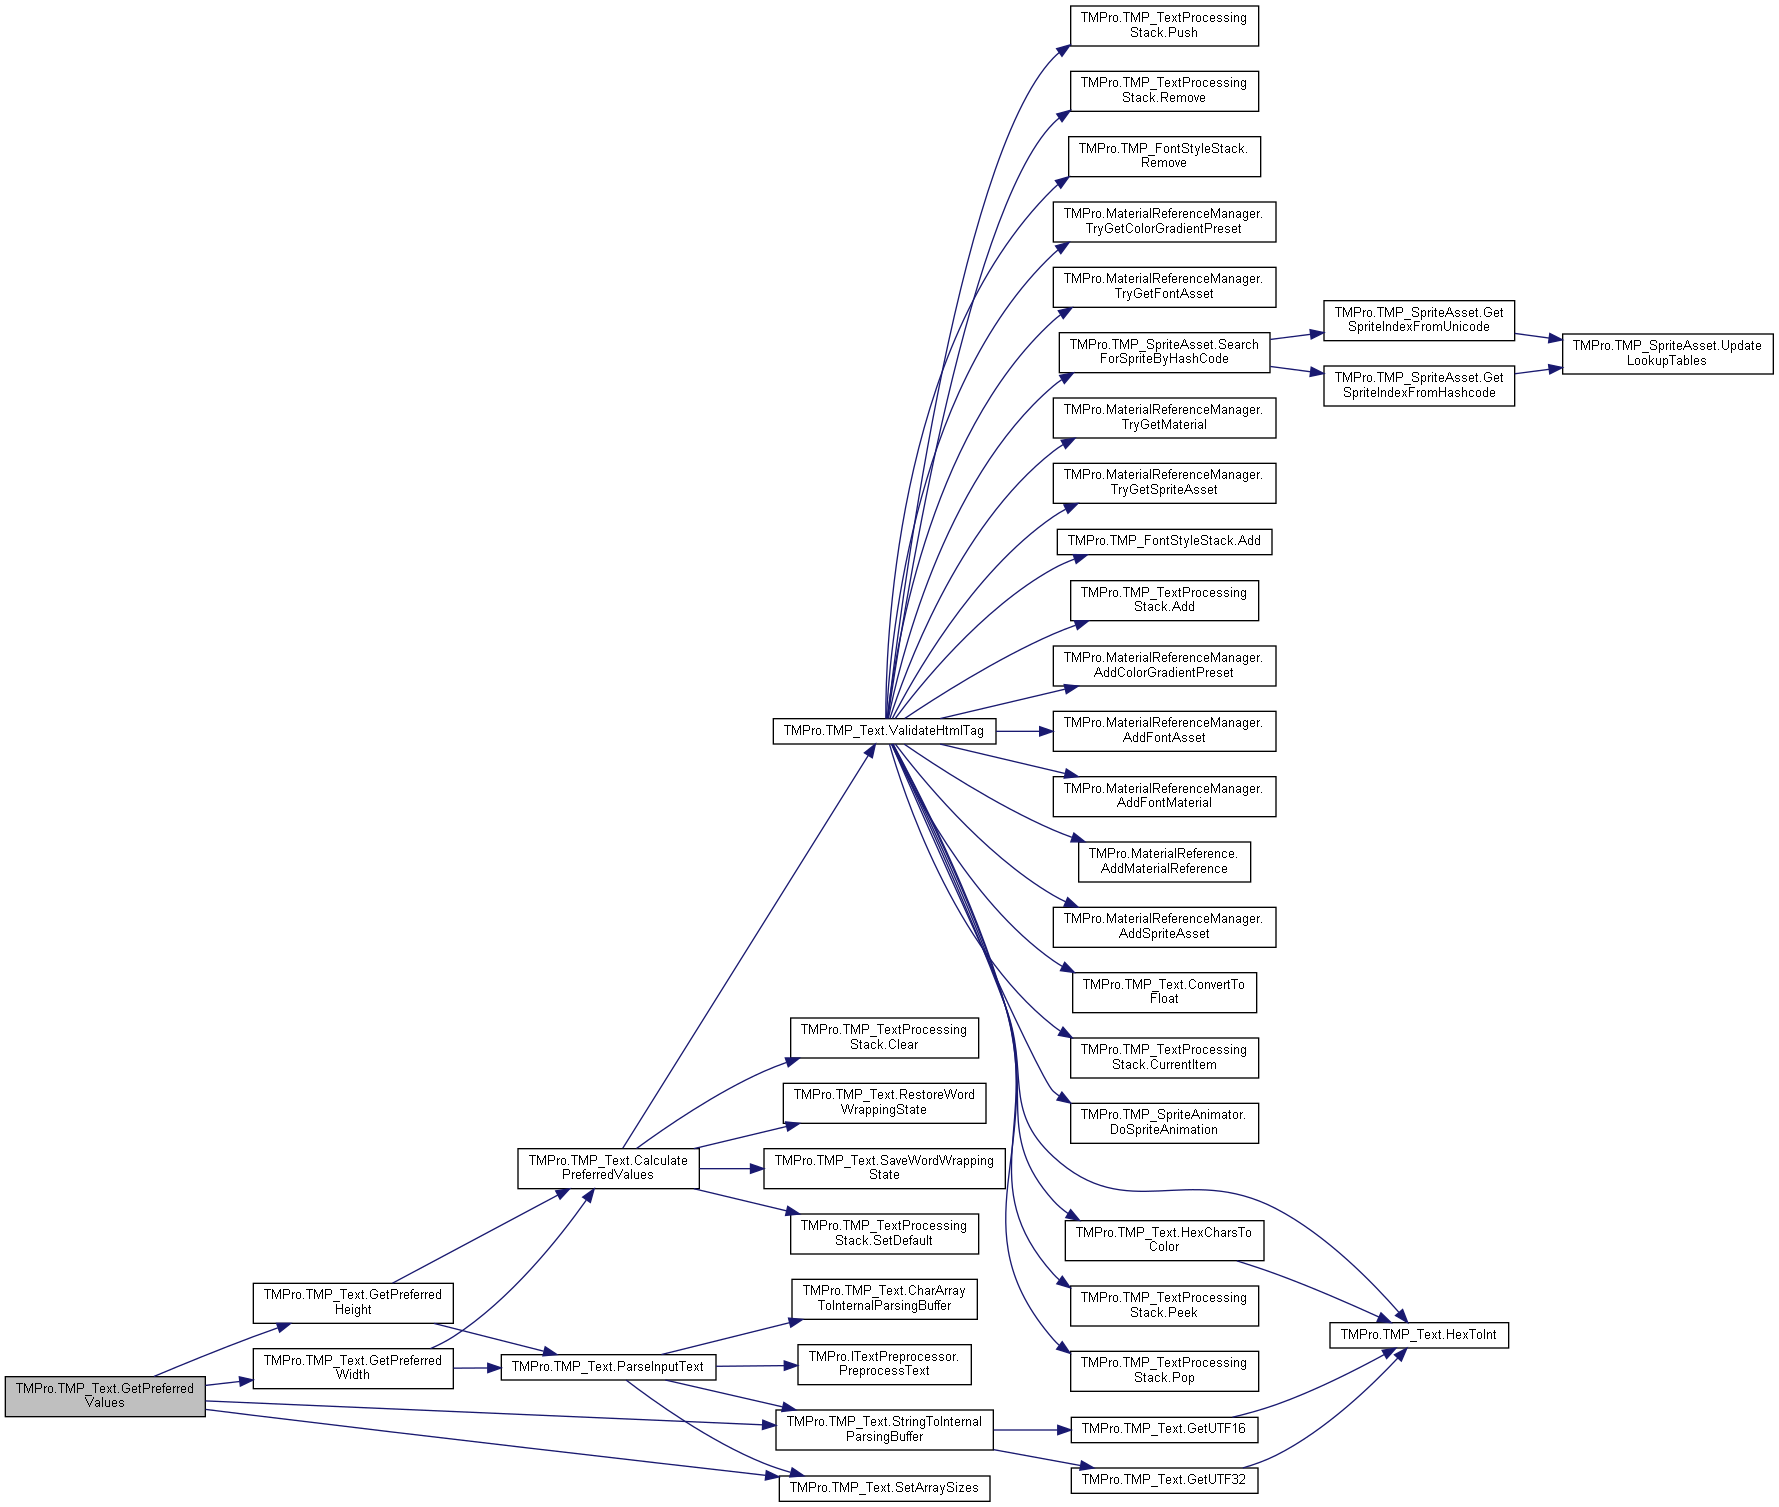 TMPro.TMP_TextProcessing
Stack.Push
TMPro.TMP_TextProcessing
Stack.Remove
TMPro.TMP_FontStyleStack.
Remove
TMPro.MaterialReferenceManager.
TryGetColorGradientPreset
TMPro.MaterialReferenceManager.
TryGetFontAsset
TMPro.TMP_SpriteAsset.Search
ForSpriteByHashCode
TMPro.TMP_SpriteAsset.Get
SpriteIndexFromUnicode
TMPro.TMP_SpriteAsset.Get
SpriteIndexFromHashcode
TMPro.TMP_SpriteAsset.Update
LookupTables
TMPro.MaterialReferenceManager.
TryGetMaterial
TMPro.MaterialReferenceManager.
TryGetSpriteAsset
TMPro.TMP_FontStyleStack.Add
TMPro.TMP_TextProcessing
Stack.Add
TMPro.MaterialReferenceManager.
AddColorGradientPreset
TMPro.TMP_Text.ValidateHtmlTag
TMPro.MaterialReferenceManager.
AddFontAsset
TMPro.MaterialReferenceManager.
AddFontMaterial
TMPro.MaterialReference.
AddMaterialReference
TMPro.MaterialReferenceManager.
AddSpriteAsset
TMPro.TMP_Text.ConvertTo
Float
TMPro.TMP_TextProcessing
Stack.CurrentItem
TMPro.TMP_SpriteAnimator.
DoSpriteAnimation
TMPro.TMP_TextProcessing
Stack.Clear
TMPro.TMP_Text.RestoreWord
WrappingState
TMPro.TMP_Text.Calculate
PreferredValues
TMPro.TMP_Text.SaveWordWrapping
State
TMPro.TMP_TextProcessing
Stack.SetDefault
TMPro.TMP_Text.HexCharsTo
Color
TMPro.TMP_Text.GetPreferred
Height
TMPro.TMP_Text.CharArray
ToInternalParsingBuffer
TMPro.TMP_TextProcessing
Stack.Peek
TMPro.TMP_Text.HexToInt
TMPro.TMP_Text.GetPreferred
Width
TMPro.TMP_Text.ParseInputText
TMPro.ITextPreprocessor.
PreprocessText
TMPro.TMP_TextProcessing
Stack.Pop
TMPro.TMP_Text.GetPreferred
Values
TMPro.TMP_Text.StringToInternal
ParsingBuffer
TMPro.TMP_Text.GetUTF16
TMPro.TMP_Text.GetUTF32
TMPro.TMP_Text.SetArraySizes